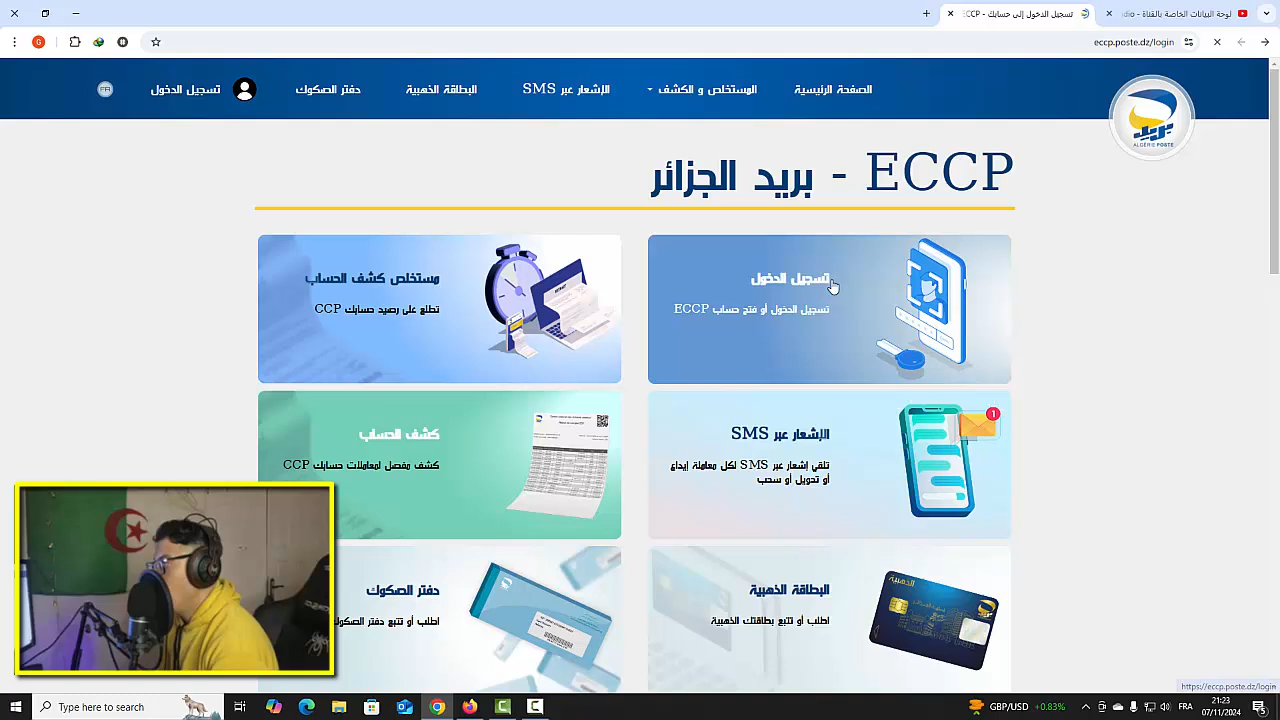 تسجيل الدخول إلى حسابك - ECCP
لوحة البيانات الخاصة بالقناة - dio
G
eccp.poste.dz/login
الصفحة الرئيسية
المستخلص و الكشف
الإشعار عبر SMS
البطاقة الذهبية
دفتر الصكوك
تسجيل الدخول
FR
بريد
ALGÉRIE POSTE
ECCP - بريد الجزائر
تسجيل الدخول
تسجيل الدخول أو فتح حساب ECCP
مستخلص كشف الحساب
تطلع على رصيد حسابك CCP
الإشعار عبر SMS
تلقي إشعار عبر SMS لكل معاملة إيداع
أو تحويل أو سحب
1
كشف الحساب
كشف مفصل لمعاملات حسابك CCP
البطاقة الذهبية
اطلب أو تتبع بطاقتك الذهبية
الذهبية
دفتر الصكوك
اطلب أو تتبع دفتر الصكوك
https://eccp.poste.dz/login
Type here to search
GBP/USD +0.83%
FRA
21:23
07/11/2024